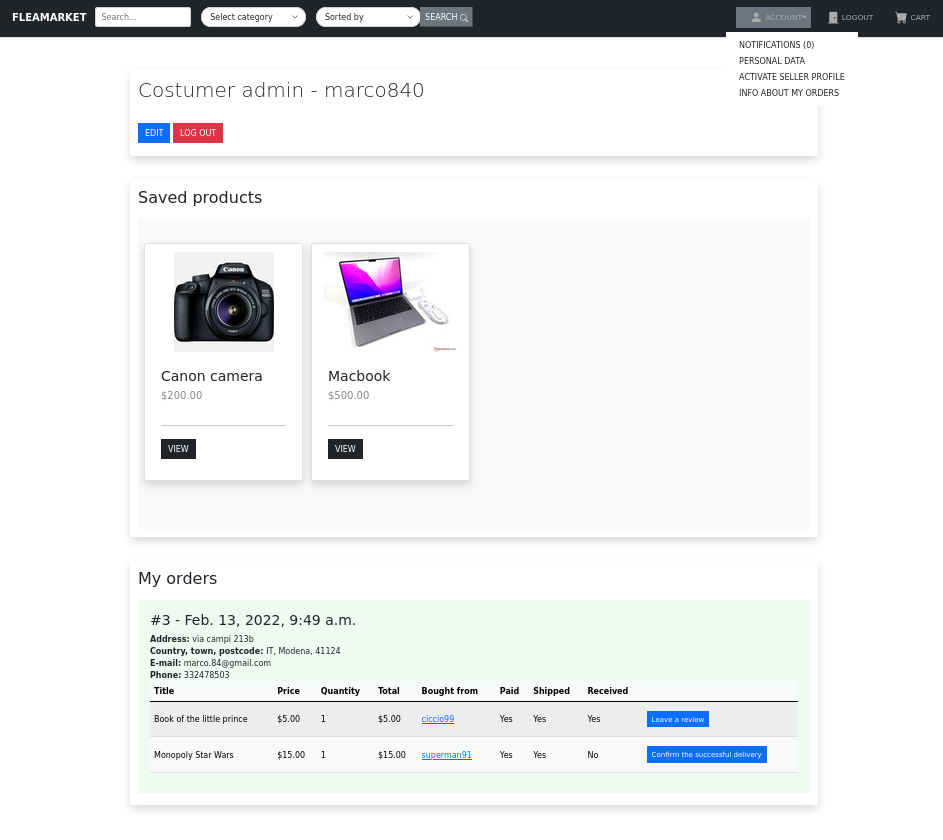 FLEAMARKET Search... Select category Sorted by SEARCH ACCOUNT LOGOUT CART
NOTIFICATIONS (0)
PERSONAL DATA
ACTIVATE SELLER PROFILE
INFO ABOUT MY ORDERS
Costumer admin - marco840
EDIT LOG OUT
Saved products
Canon
Canon camera
$200.00
VIEW
Macbook
$500.00
VIEW
My orders
#3 - Feb. 13, 2022, 9:49 a.m.
Address: via campi 213b
Country, town, postcode: IT, Modena, 41124
E-mail: marco.84@gmail.com
Phone: 332478503
Title Price Quantity Total Bought from Paid Shipped Received
Book of the little prince $5.00 1 $5.00 ciccio99 Yes Yes Yes Leave a review
Monopoly Star Wars $15.00 1 $15.00 superman91 Yes Yes No Confirm the successful delivery